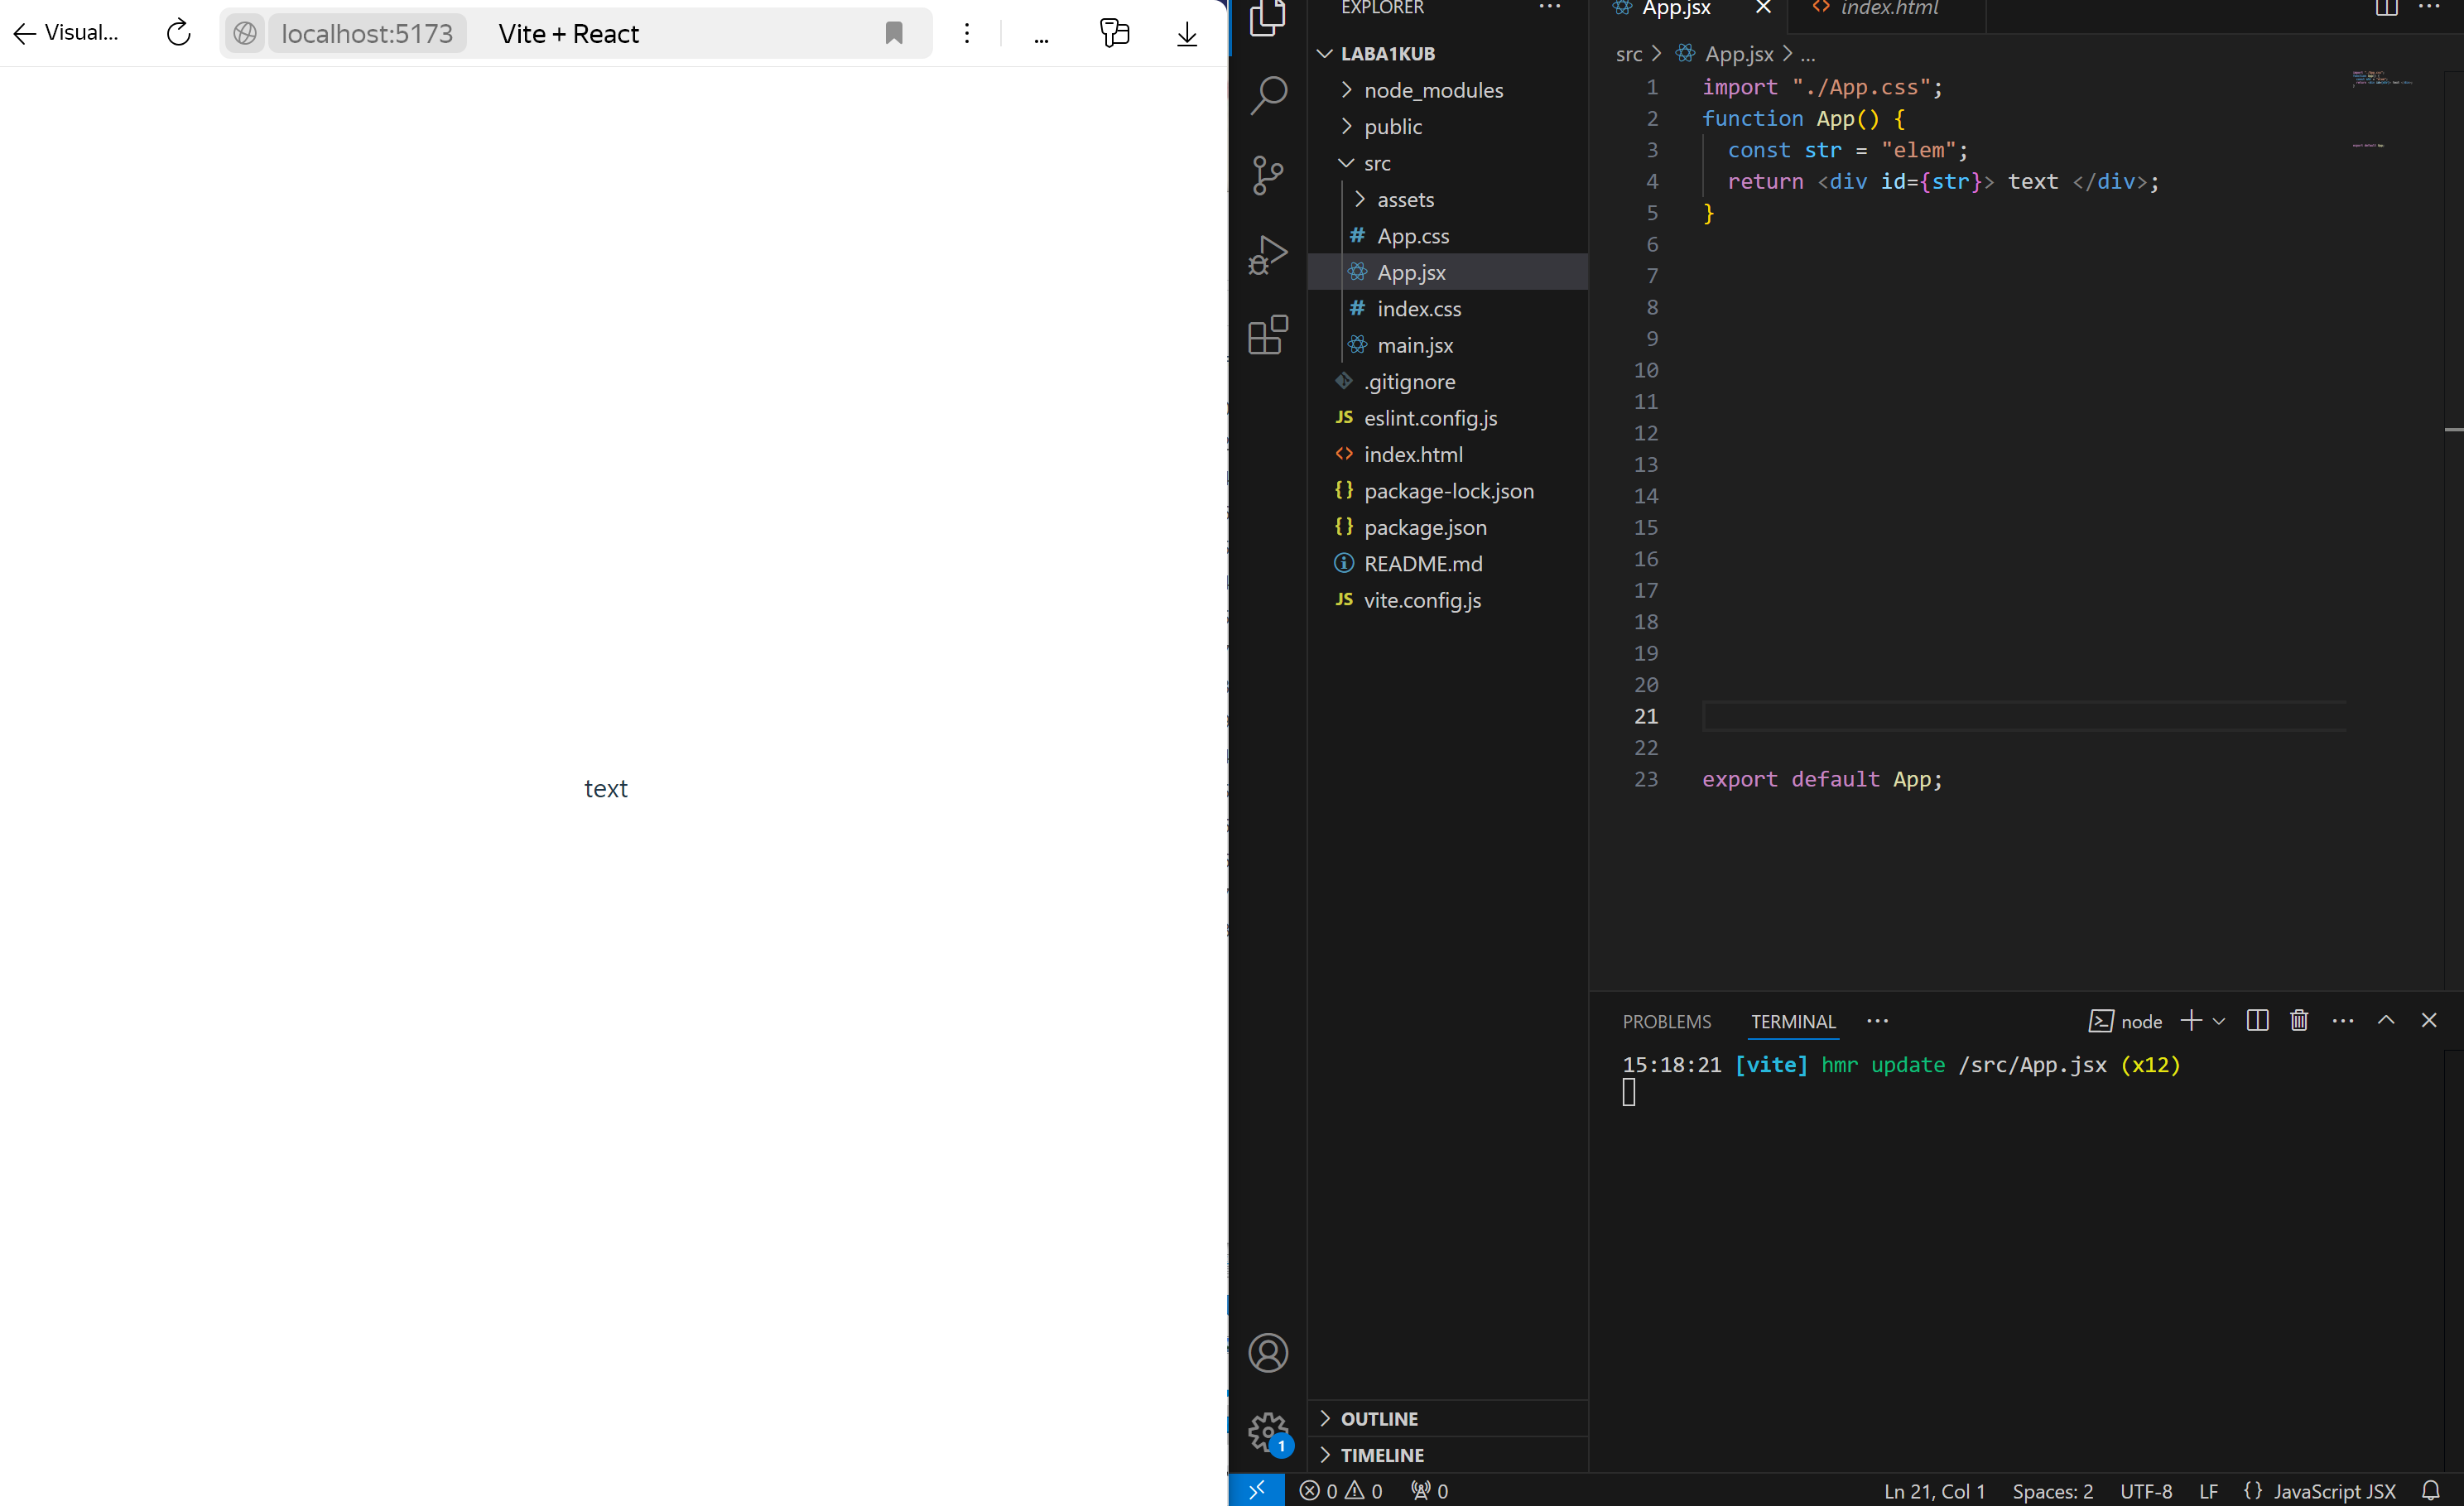 Visual...
localhost:5173
Vite + React
...
text
EXPLORER
LABA1KUB
node_modules
public
src
assets
# App.css
App.jsx
# index.css
main.jsx
.gitignore
JS eslint.config.js
<> index.html
{} package-lock.json
{} package.json
README.md
JS vite.config.js
OUTLINE
TIMELINE
1
App.jsx
<> index.html
src > App.jsx > ...
1 import "./App.css";
2 function App() {
3 const str = "elem";
4 return <div id={str}> text </div>;
5 }
6
7
8
9
10
11
12
13
14
15
16
17
18
19
20
21
22
23 export default App;
PROBLEMS TERMINAL ...
node
15:18:21 [vite] hmr update /src/App.jsx (x12)
0 0 0
Ln 21, Col 1 Spaces: 2 UTF-8 LF {} JavaScript JSX